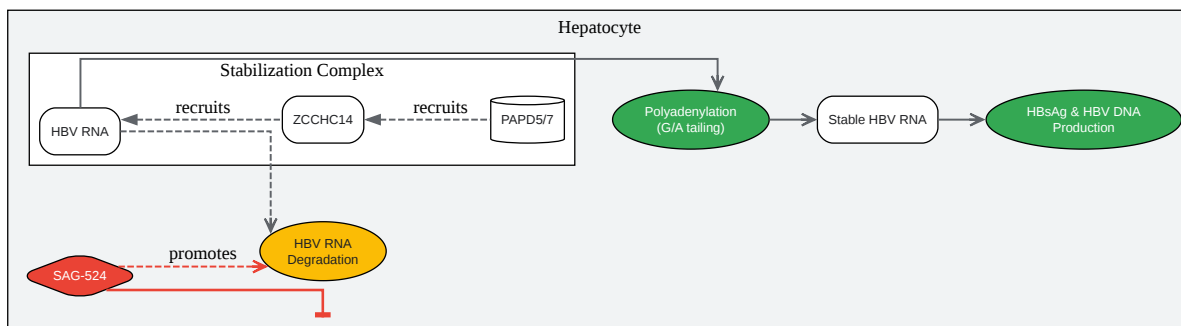 Hepatocyte
Stabilization Complex
HBV RNA
recruits
ZCCHC14
recruits
PAPD5/7
Polyadenylation
(G/A tailing)
Stable HBV RNA
HBsAg & HBV DNA
Production
SAG-524
promotes
HBV RNA
Degradation